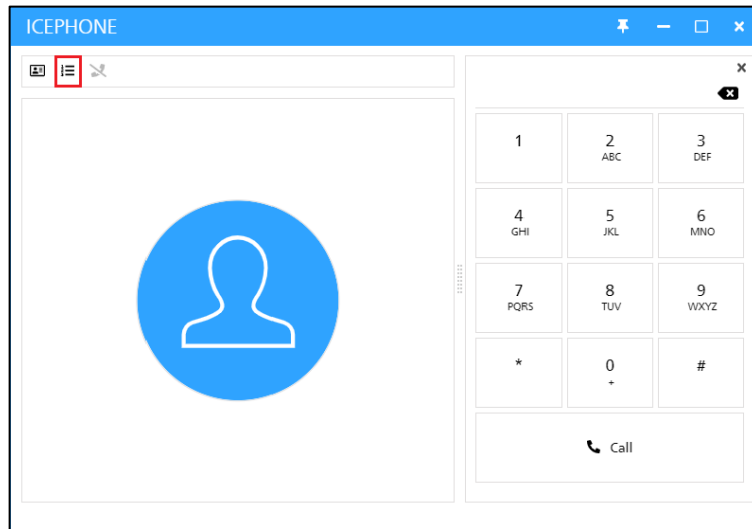 ICEPHONE
1
2
ABC
3
DEF
4
GHI
5
JKL
6
MNO
7
PQRS
8
TUV
9
WXYZ
*
0
+
#
Call